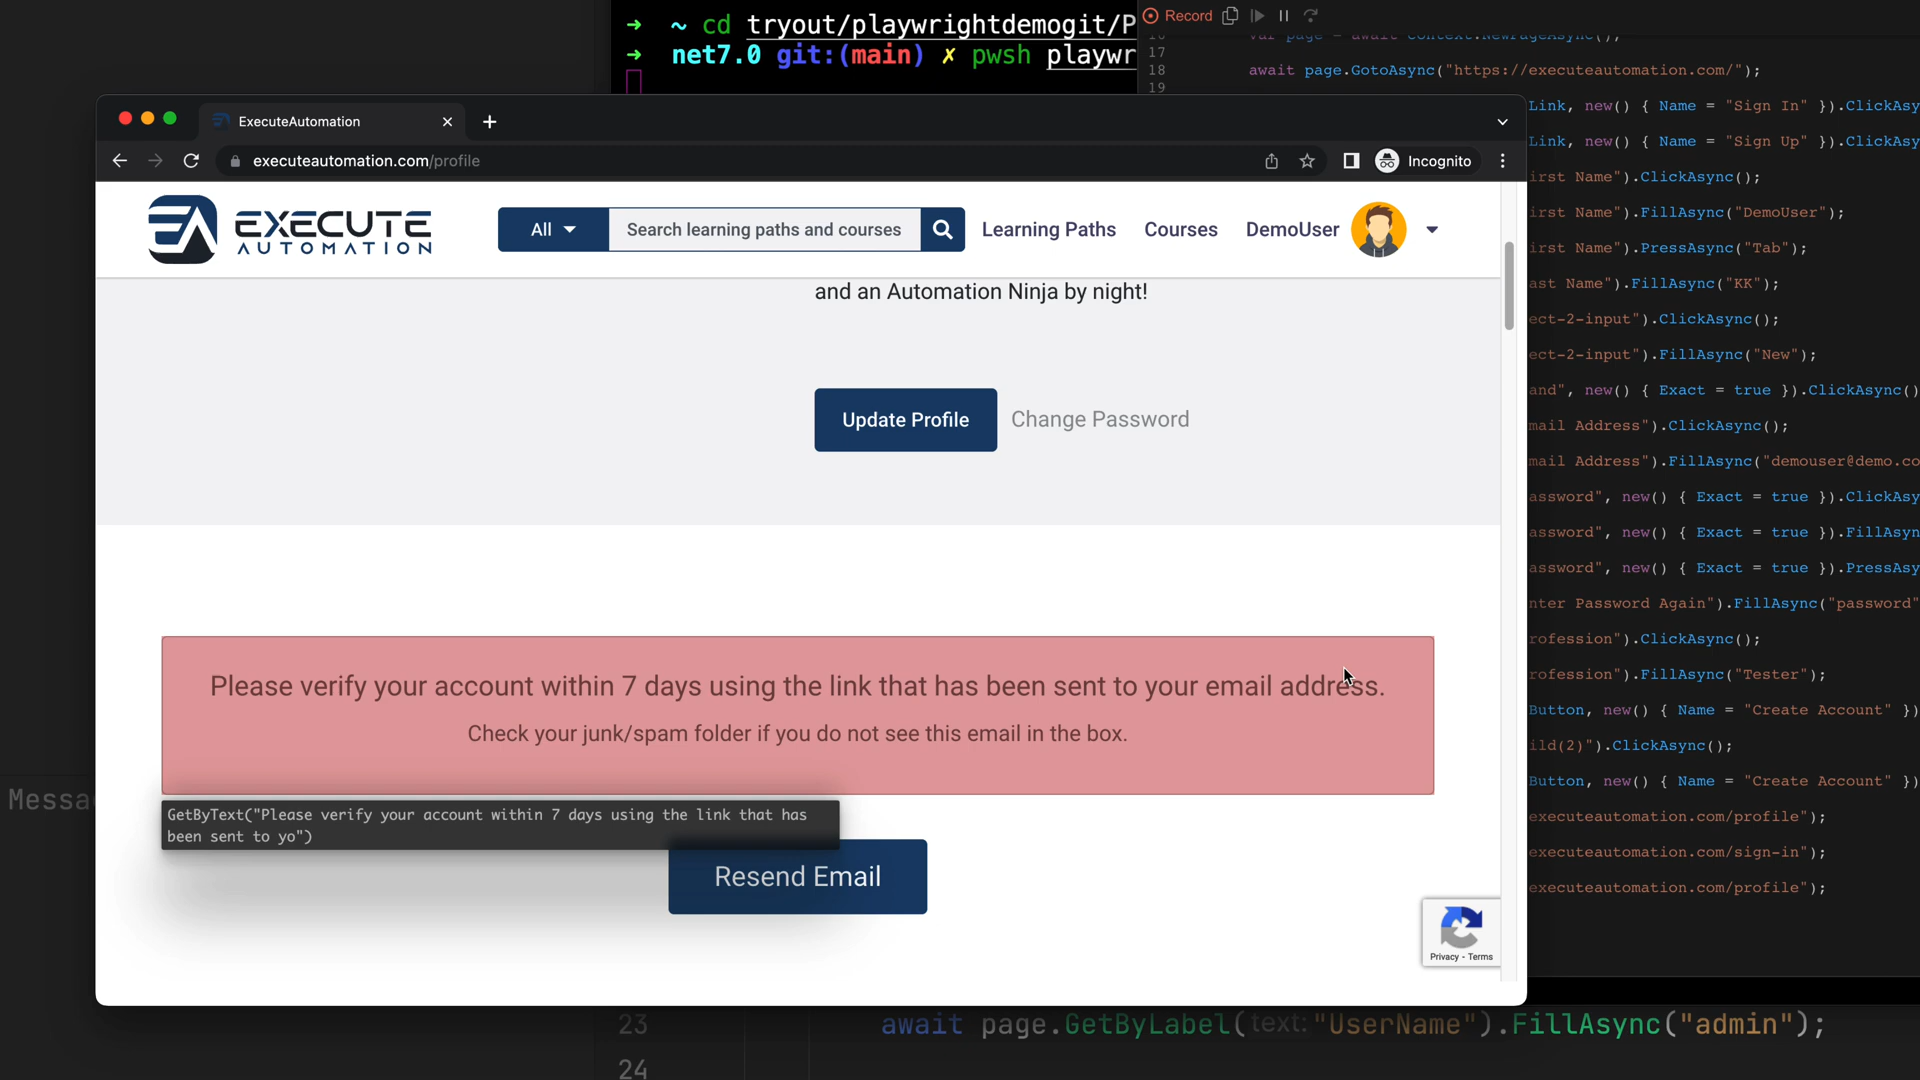 → ~ cd tryout/playwrightdemogit/P
→ net7.0 git:(main) ✗ pwsh playwr
Record
16 var page = await context.NewPageAsync();
17
18 await page.GotoAsync("https://executeautomation.com/");
19
Link, new() { Name = "Sign In" }).ClickAsy
Link, new() { Name = "Sign Up" }).ClickAsy
irst Name").ClickAsync();
irst Name").FillAsync("DemoUser");
irst Name").PressAsync("Tab");
ast Name").FillAsync("KK");
ect-2-input").ClickAsync();
ect-2-input").FillAsync("New");
and", new() { Exact = true }).ClickAsync()
mail Address").ClickAsync();
mail Address").FillAsync("demouser@demo.co
assword", new() { Exact = true }).ClickAsy
assword", new() { Exact = true }).FillAsyn
assword", new() { Exact = true }).PressAsy
nter Password Again").FillAsync("password"
rofession").ClickAsync();
rofession").FillAsync("Tester");
Button, new() { Name = "Create Account" })
ild(2)").ClickAsync();
Button, new() { Name = "Create Account" })
executeautomation.com/profile");
executeautomation.com/sign-in");
executeautomation.com/profile");
ExecuteAutomation
executeautomation.com/profile
Incognito
EXECUTE
AUTOMATION
All
Search learning paths and courses
Learning Paths
Courses
DemoUser
and an Automation Ninja by night!
Update Profile
Change Password
Please verify your account within 7 days using the link that has been sent to your email address.
Check your junk/spam folder if you do not see this email in the box.
GetByText("Please verify your account within 7 days using the link that has
been sent to yo")
Resend Email
Privacy - Terms
Messa
23 await page.GetByLabel(text: "UserName").FillAsync("admin");
24